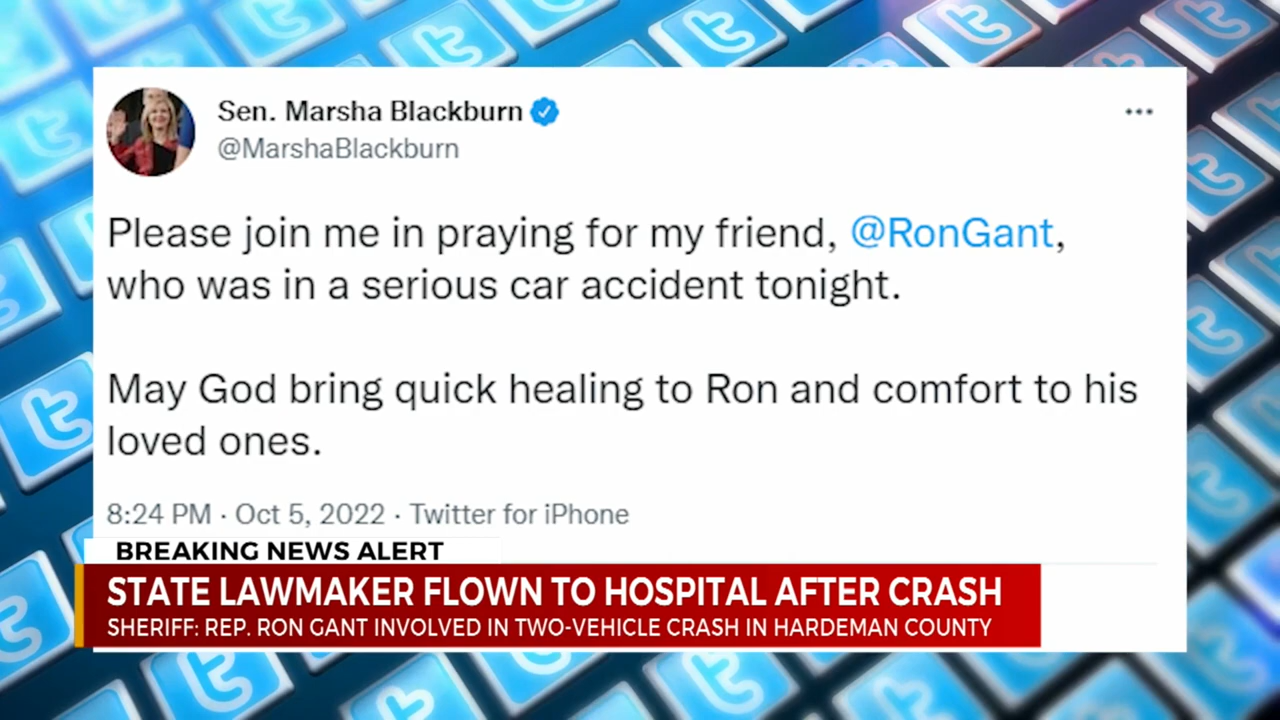 Sen. Marsha Blackburn
@MarshaBlackburn
Please join me in praying for my friend, @RonGant,
who was in a serious car accident tonight.
May God bring quick healing to Ron and comfort to his
loved ones.
8:24 PM · Oct 5, 2022 · Twitter for iPhone
BREAKING NEWS ALERT
STATE LAWMAKER FLOWN TO HOSPITAL AFTER CRASH
SHERIFF: REP. RON GANT INVOLVED IN TWO-VEHICLE CRASH IN HARDEMAN COUNTY